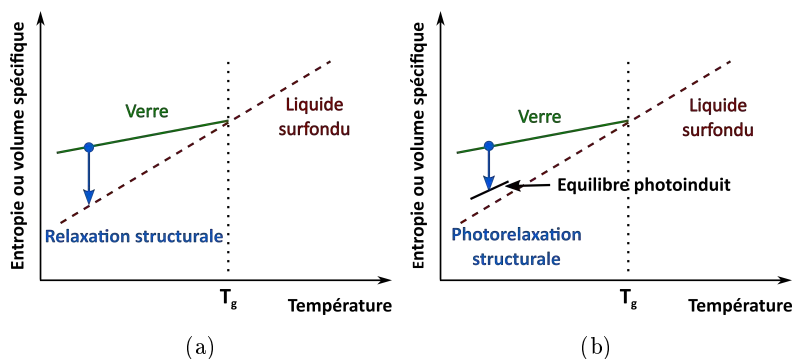 Entropie ou volume spécifique
Verre
Liquide
surfondu
Relaxation structurale
Tg
Température
(a)
Entropie ou volume spécifique
Verre
Liquide
surfondu
Equilibre photoinduit
Photorelaxation
structurale
Tg
Température
(b)